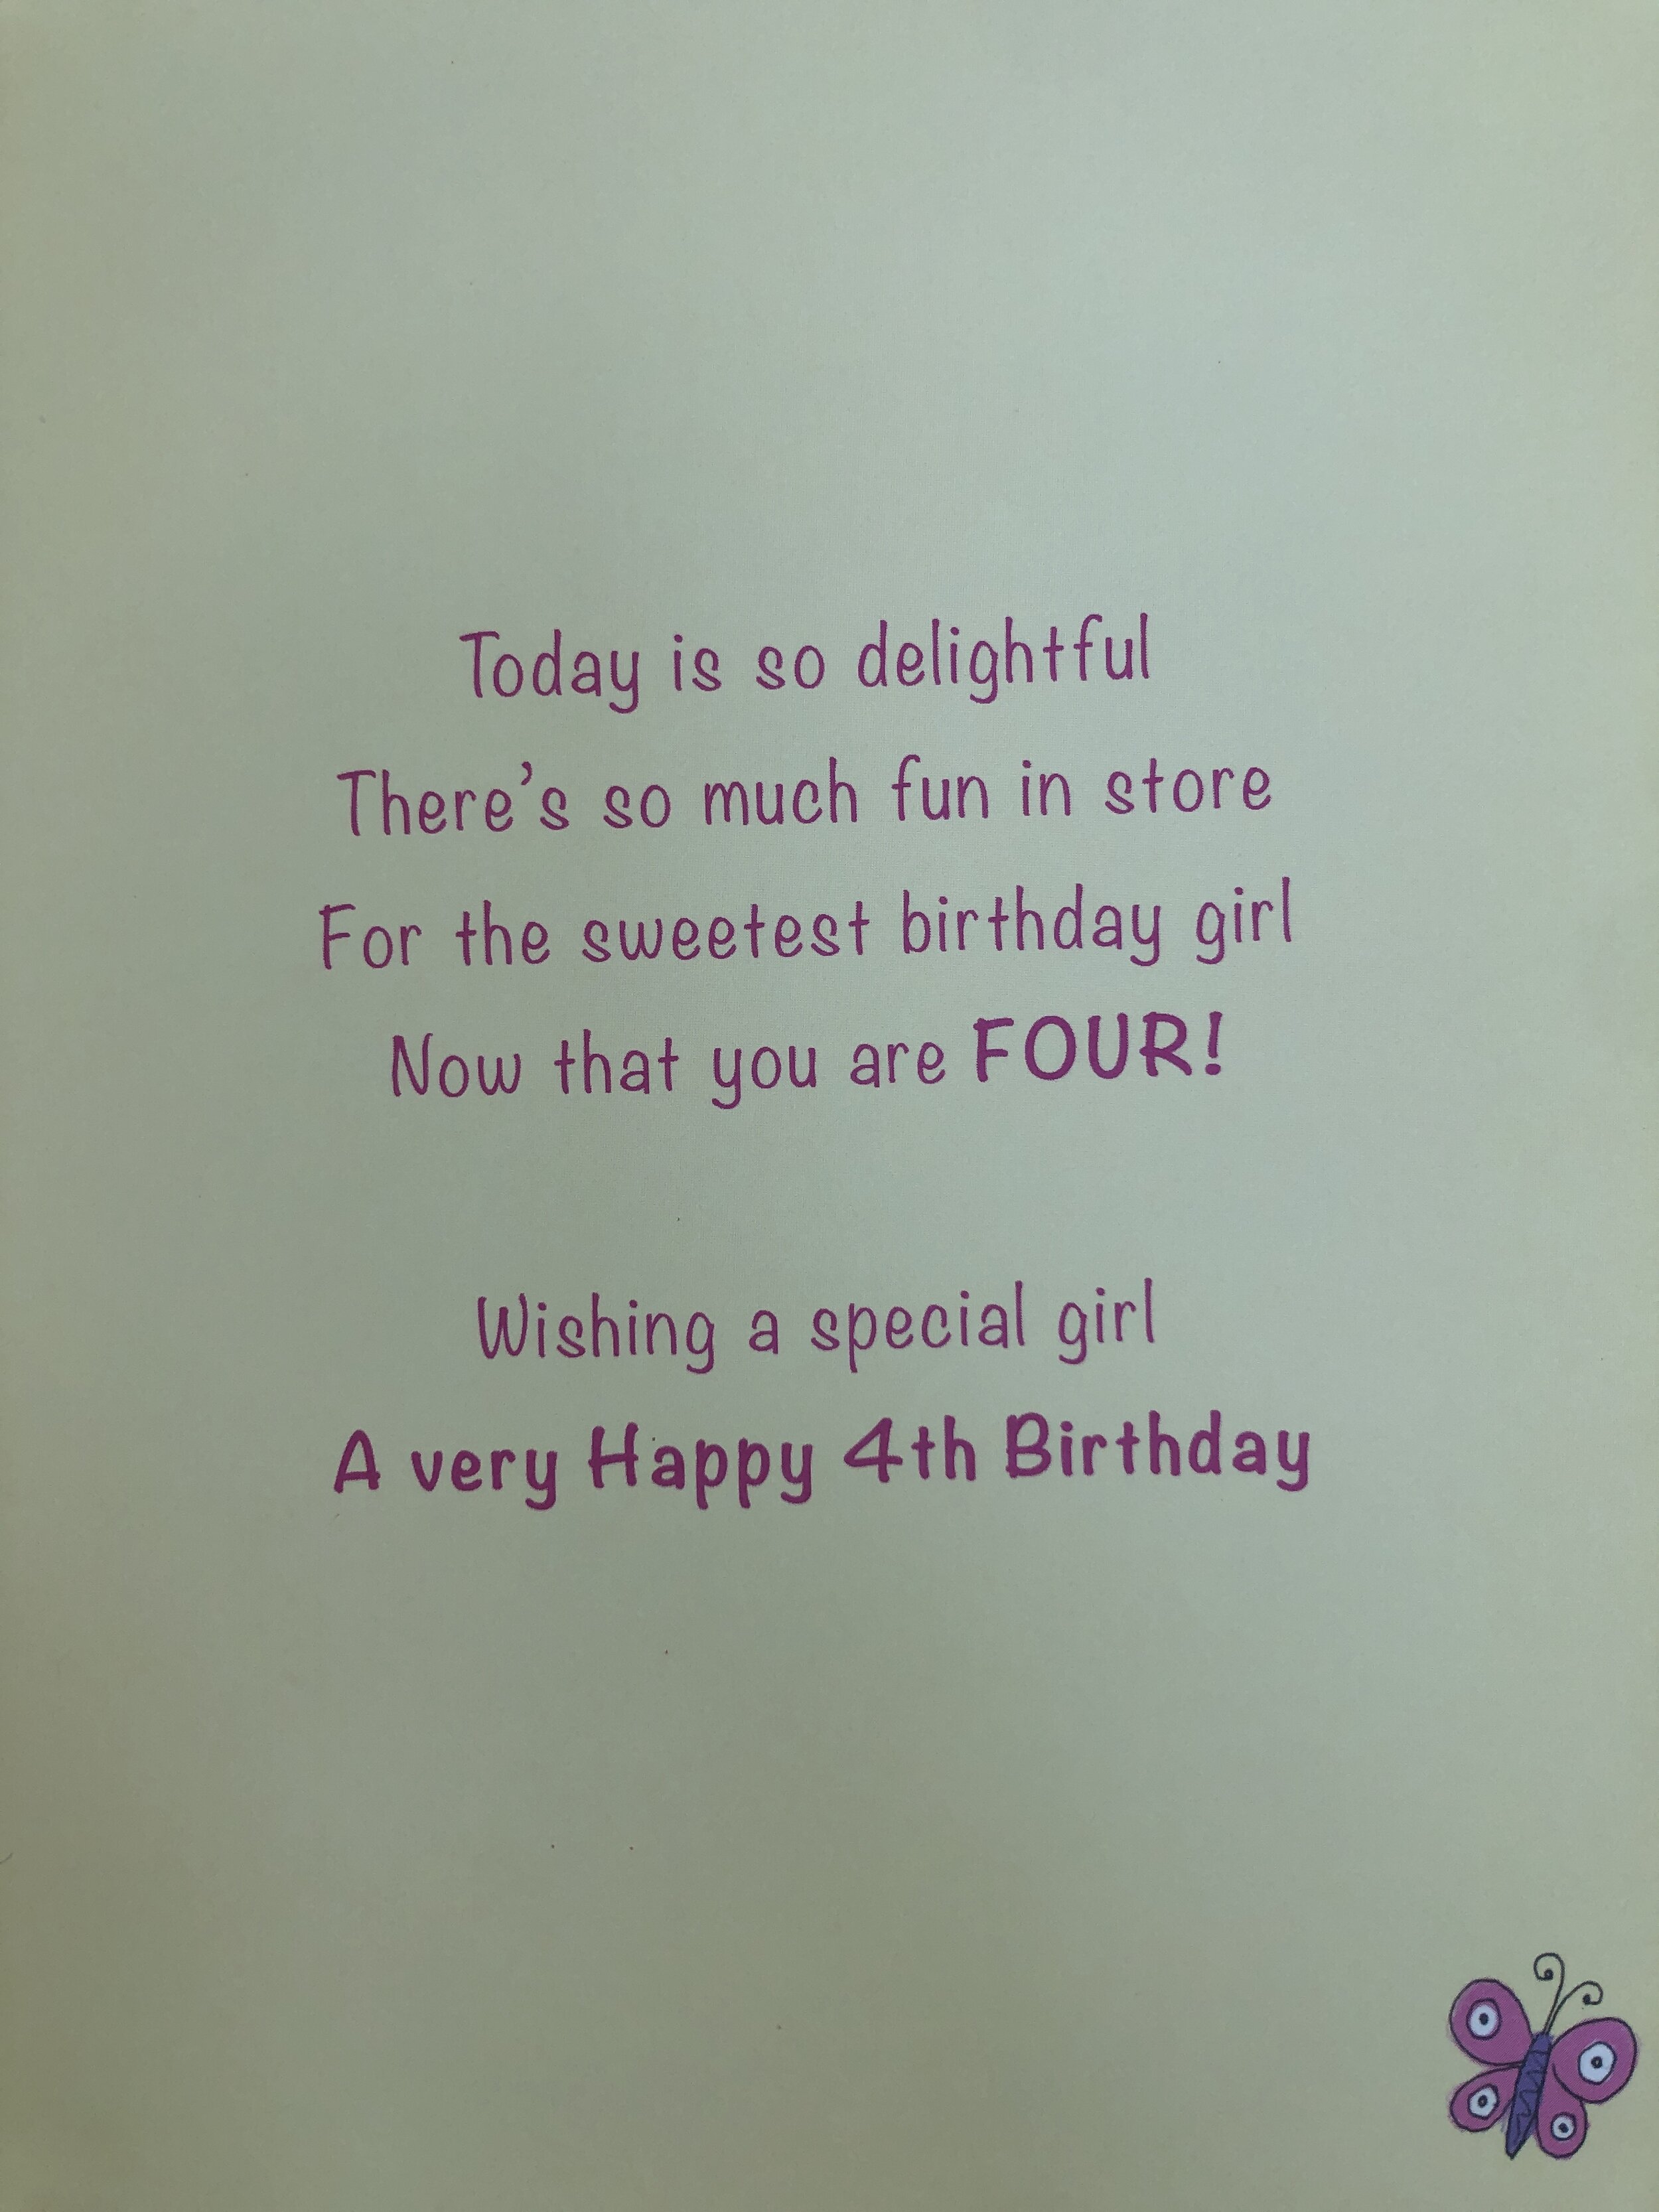 Today is so delightful
There's so much fun in store
For the sweetest birthday girl
Now that you are FOUR!
Wishing a special girl
A very Happy 4th Birthday